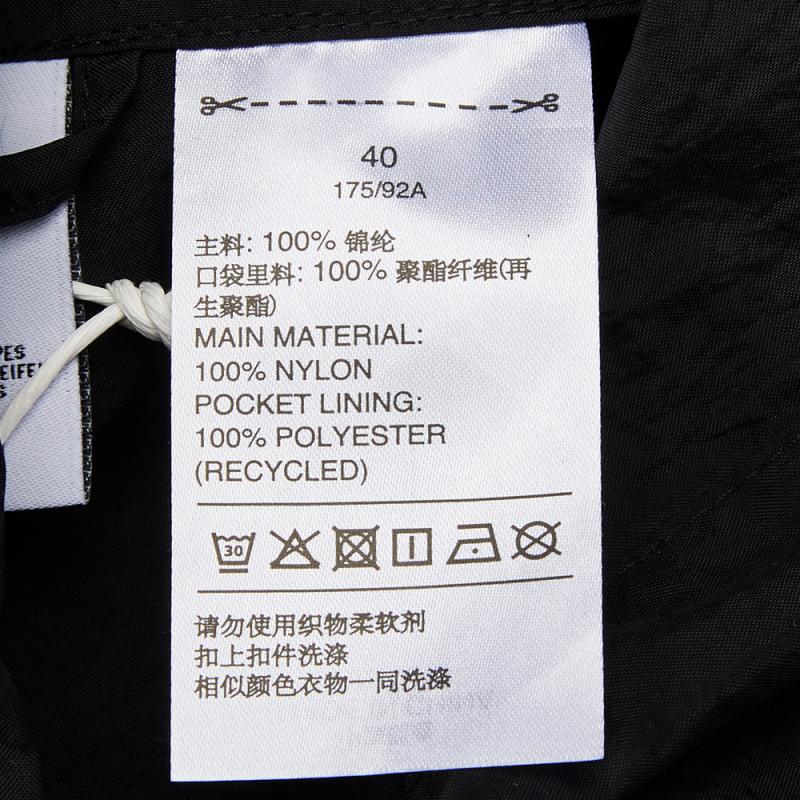 40
175/92A
主料: 100% 锦纶
口袋里料: 100% 聚酯纤维(再
生聚酯)
MAIN MATERIAL:
100% NYLON
POCKET LINING:
100% POLYESTER
(RECYCLED)
30
请勿使用织物柔软剂
扣上扣件洗涤
相似颜色衣物一同洗涤